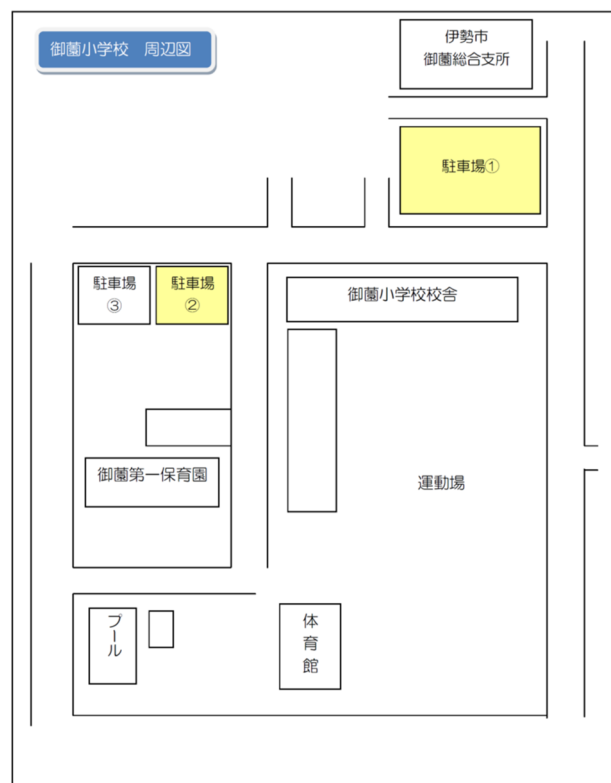 御薗小学校　周辺図
伊勢市
御薗総合支所
駐車場①
駐車場
③
駐車場
②
御薗小学校校舎
御薗第一保育園
運動場
プール
体育館